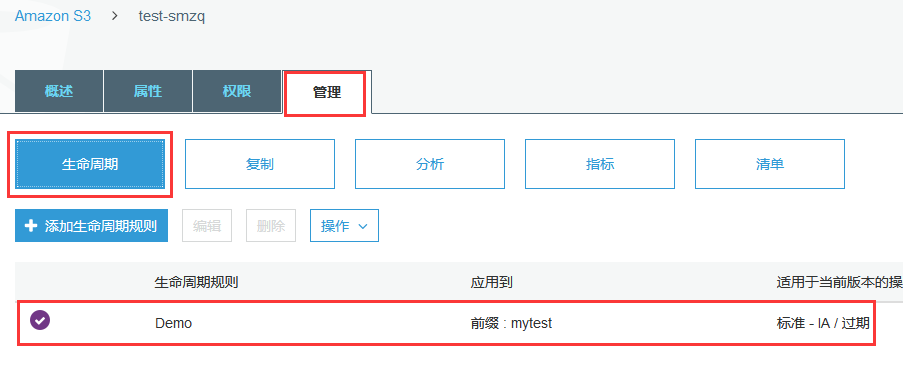 Amazon S3 > test-smzq
概述 属性 权限 管理
生命周期 复制 分析 指标 清单
+ 添加生命周期规则 编辑 删除 操作
生命周期规则 应用到 适用于当前版本的操
Demo 前缀 : mytest 标准 - IA / 过期